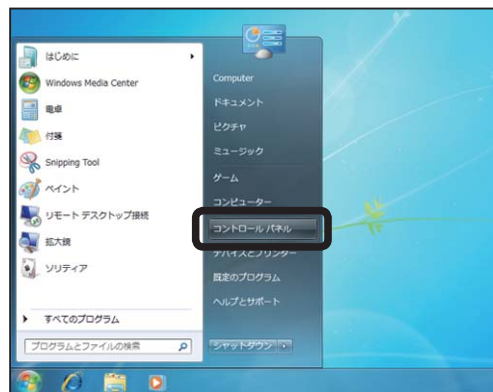 はじめに
Windows Media Center
電卓
付箋
Snipping Tool
ペイント
リモート デスクトップ接続
拡大鏡
ソリティア
すべてのプログラム
プログラムとファイルの検索
Computer
ドキュメント
ピクチャ
ミュージック
ゲーム
コンピューター
コントロール パネル
デバイスとプリンター
既定のプログラム
ヘルプとサポート
シャットダウン